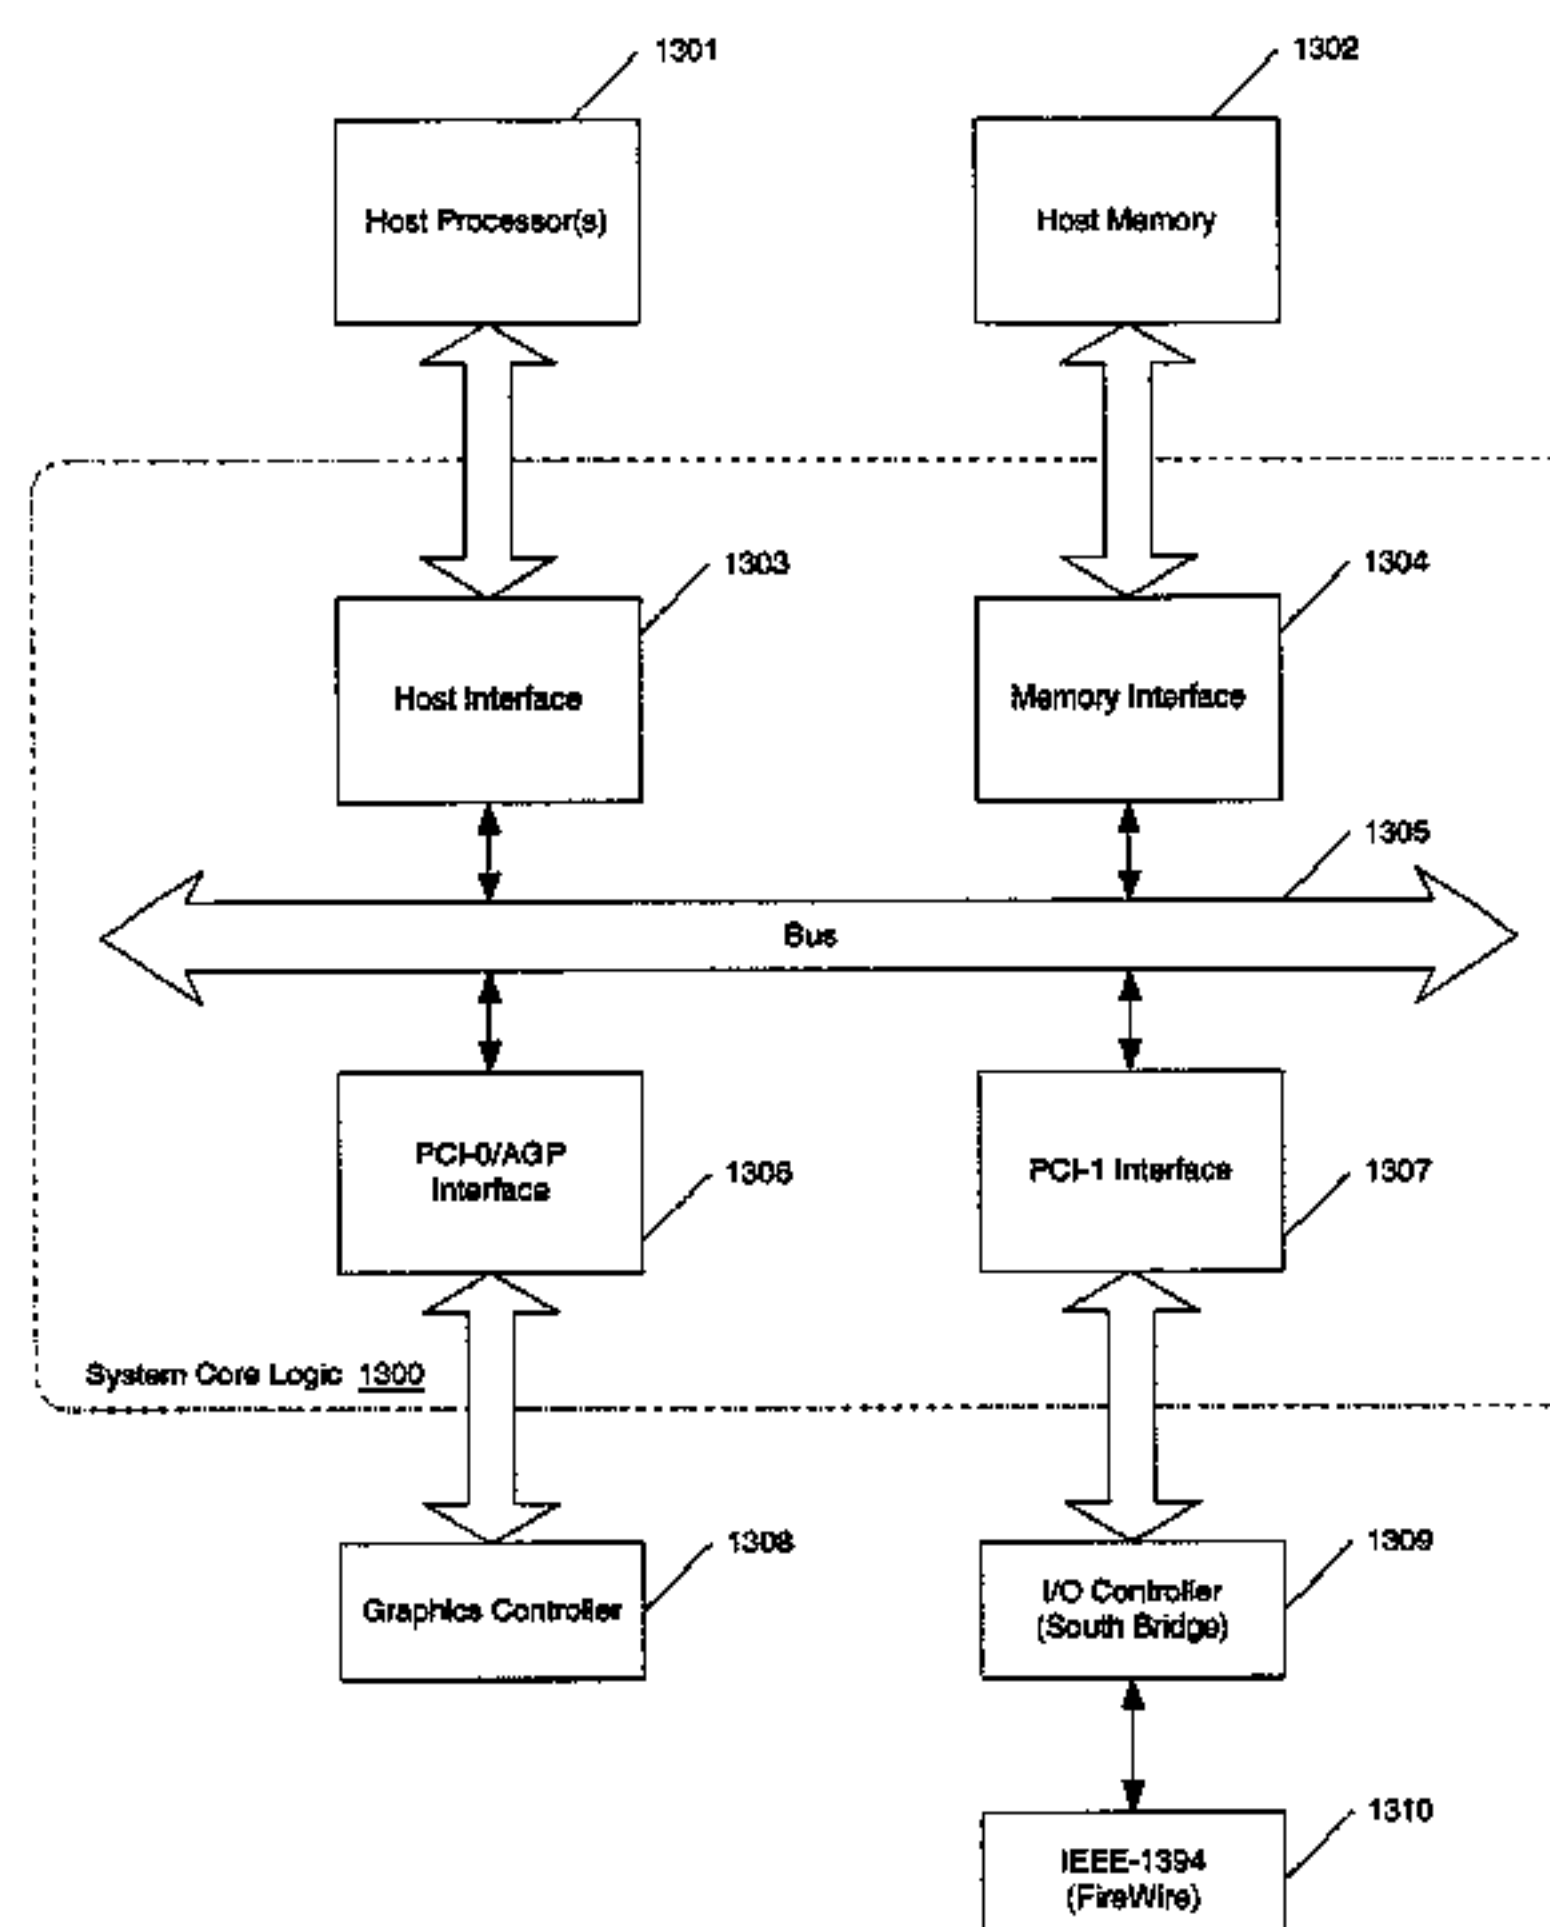 1301
1302
Host Processor(s)
Host Memory
1303
1304
Host Interface
Memory Interface
1305
Bus
PCI-0/AGP
Interface
1306
PCI-1 Interface
1307
System Core Logic 1300
1308
1309
Graphics Controller
I/O Controller
(South Bridge)
1310
IEEE-1394
(FireWire)